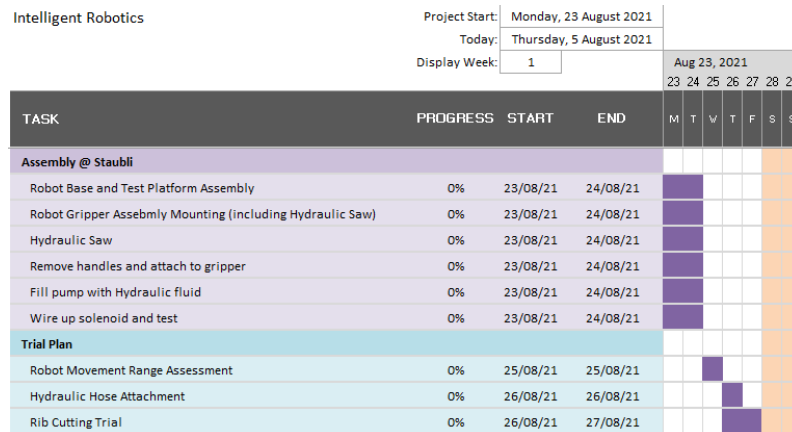 Intelligent Robotics
Project Start: Monday, 23 August 2021
Today: Thursday, 5 August 2021
Display Week: 1
Aug 23, 2021
23 24 25 26 27 28
TASK PROGRESS START END M T W T F S
Assembly @ Staubli
Robot Base and Test Platform Assembly 0% 23/08/21 24/08/21
Robot Gripper Assebmly Mounting (including Hydraulic Saw) 0% 23/08/21 24/08/21
Hydraulic Saw 0% 23/08/21 24/08/21
Remove handles and attach to gripper 0% 23/08/21 24/08/21
Fill pump with Hydraulic fluid 0% 23/08/21 24/08/21
Wire up solenoid and test 0% 23/08/21 24/08/21
Trial Plan
Robot Movement Range Assessment 0% 25/08/21 25/08/21
Hydraulic Hose Attachment 0% 26/08/21 26/08/21
Rib Cutting Trial 0% 26/08/21 27/08/21